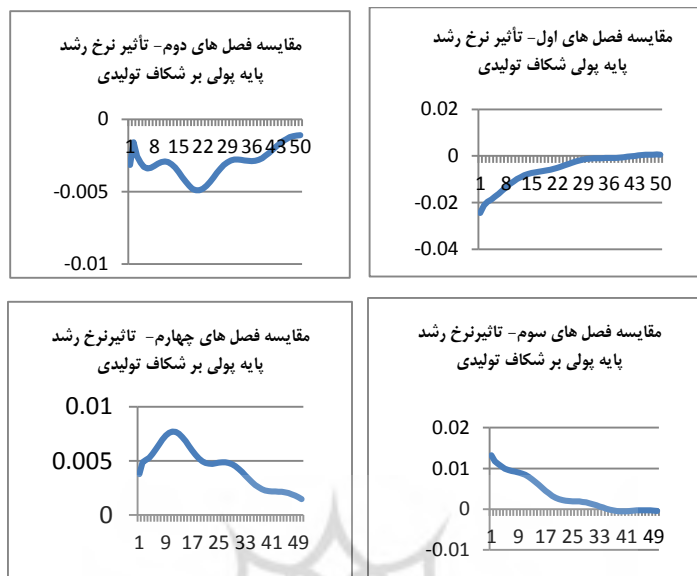 مقایسه فصل های اول- تأثیر نرخ رشد
پایه پولی شکاف تولیدی
0.02
0
-0.02
-0.04
1 8 15 22 29 36 43 50
مقایسه فصل های دوم- تأثیر نرخ رشد
پایه پولی بر شکاف تولیدی
0
-0.005
-0.01
1 8 15 22 29 36 43 50
مقایسه فصل های سوم- تاثیرنرخ رشد
پایه پولی بر شکاف تولیدی
0.02
0.01
0
-0.01
1 9 17 25 33 41 49
مقایسه فصل های چهارم- تاثیرنرخ رشد
پایه پولی بر شکاف تولیدی
0.01
0.005
0
1 9 17 25 33 41 49